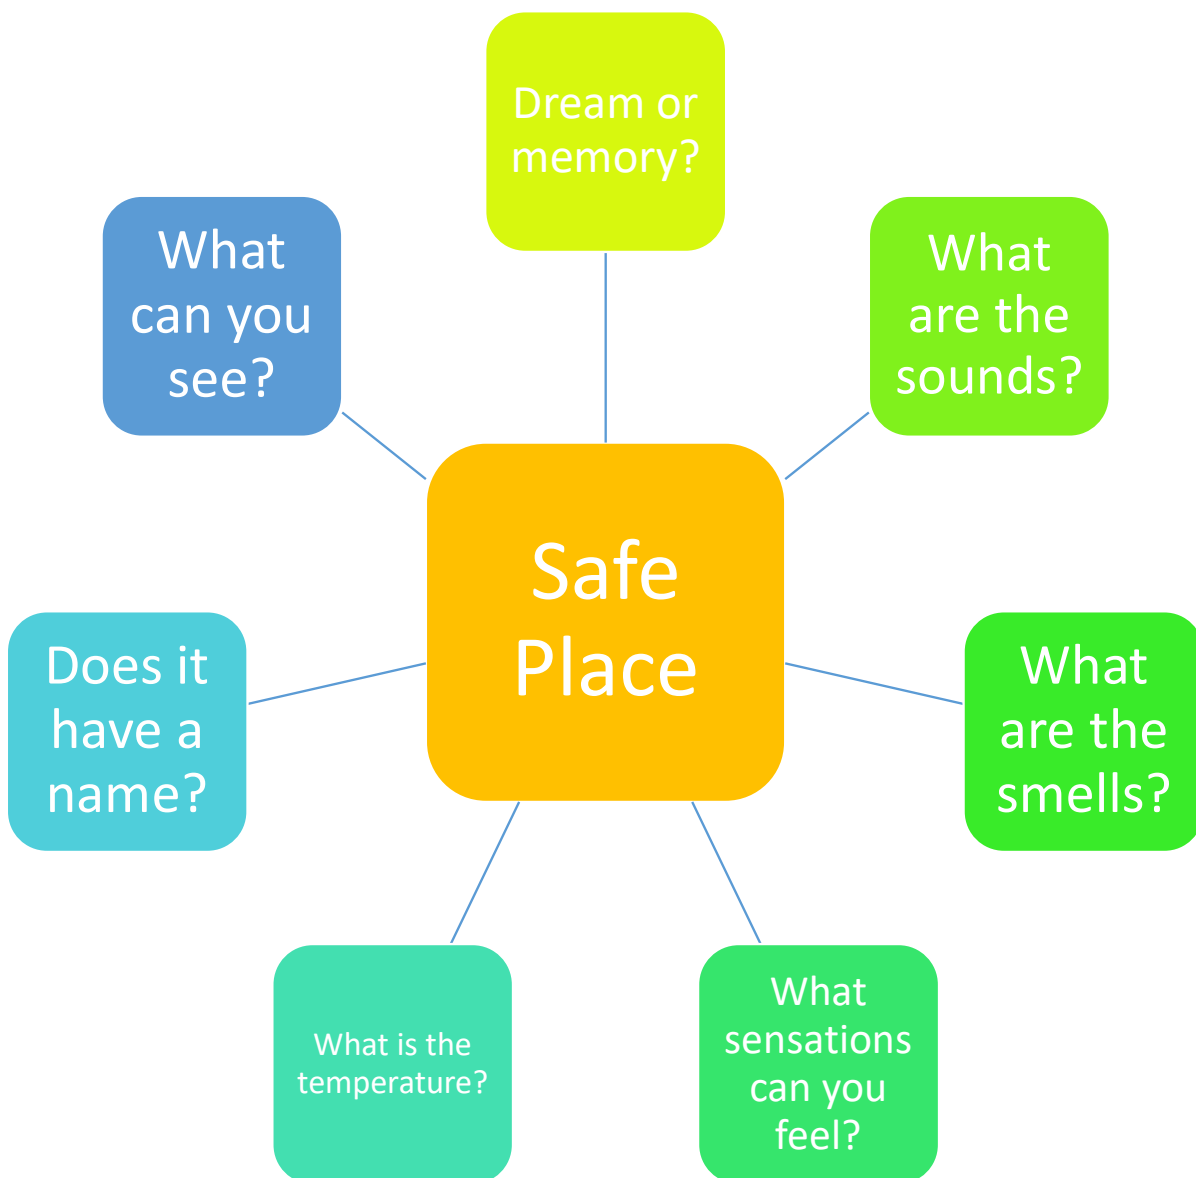 Dream or
memory?
What
are the
sounds?
What
are the
smells?
What
sensations
can you
feel?
What is the
temperature?
Does it
have a
name?
What
can you
see?
Safe
Place